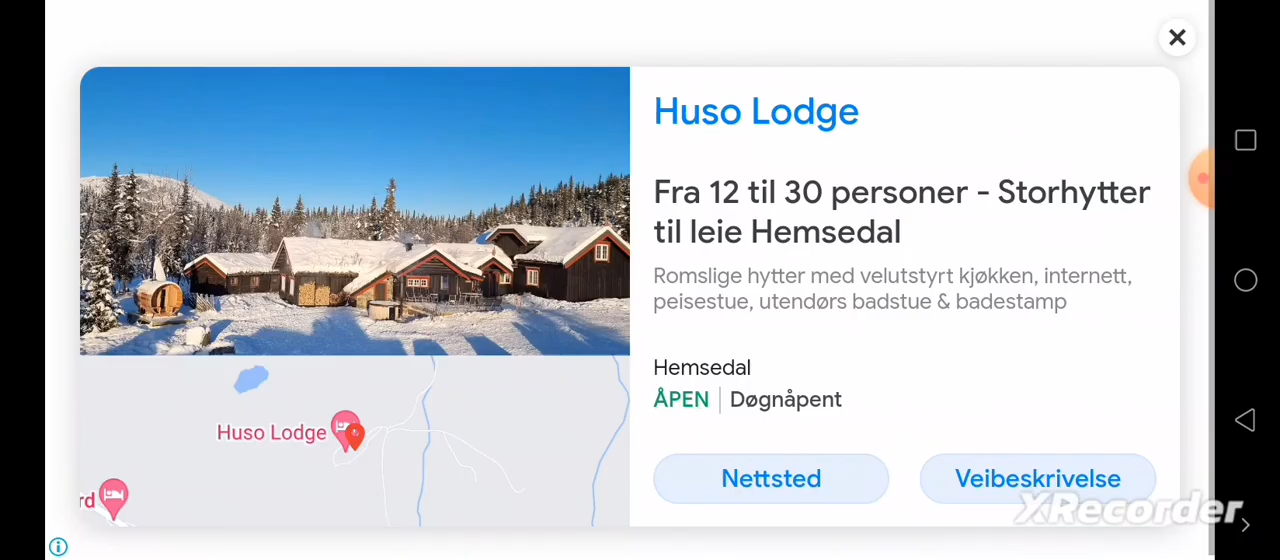 Huso Lodge
Fra 12 til 30 personer - Storhytter
til leie Hemsedal
Romslige hytter med velutstyrt kjøkken, internett,
peisestue, utendørs badstue & badestamp
Hemsedal
ÅPEN Døgnåpent
Huso Lodge
rd
Nettsted Veibeskrivelse
XRecorder